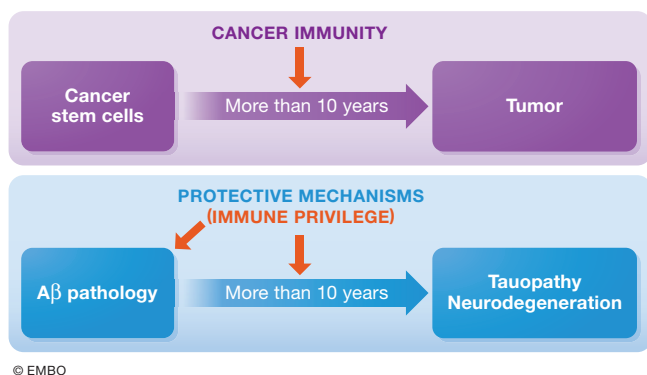 CANCER IMMUNITY
Cancer
stem cells
More than 10 years
Tumor
PROTECTIVE MECHANISMS
(IMMUNE PRIVILEGE)
Aβ pathology
More than 10 years
Tauopathy
Neurodegeneration
© EMBO